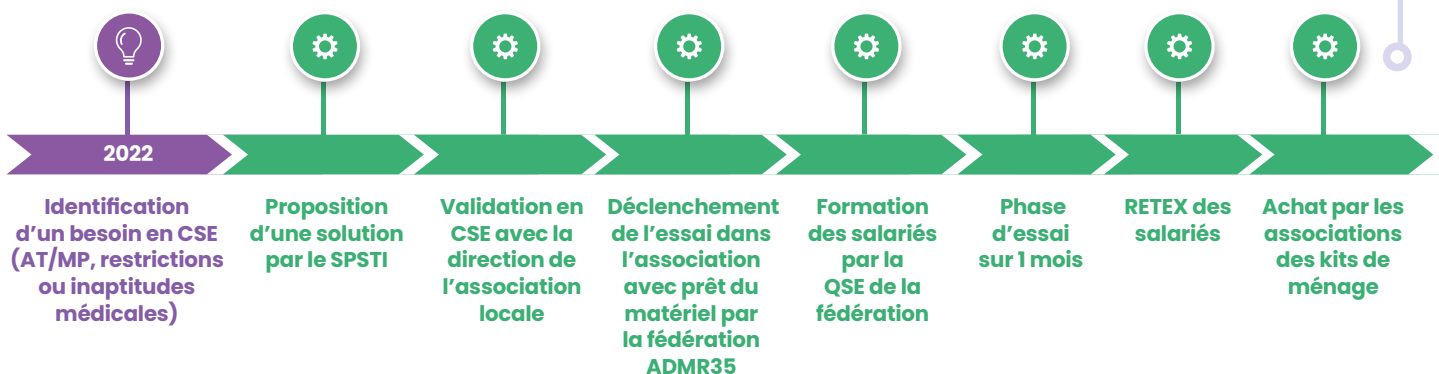 2022
Identification
d'un besoin en CSE
(AT/MP, restrictions
ou inaptitudes
médicales)
Proposition
d'une solution
par le SPSTI
Validation en
CSE avec la
direction de
l'association
locale
Déclenchement
de l'essai dans
l'association
avec prêt du
matériel par
la fédération
ADMR35
Formation
des salariés
par la
QSE de la
fédération
Phase
d'essai
sur 1 mois
RETEX des
salariés
Achat par les
associations
des kits de
ménage